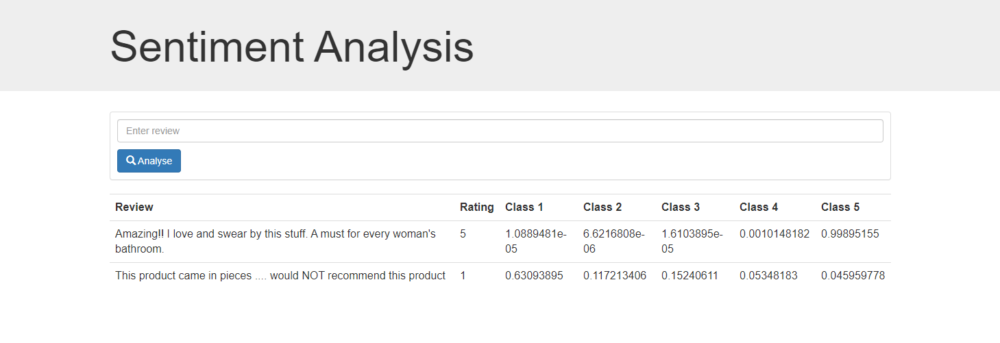 Sentiment Analysis
Enter review
Analyse
Review Rating Class 1 Class 2 Class 3 Class 4 Class 5
Amazing!! I love and swear by this stuff. A must for every woman's 5 1.0889481e- 6.6216808e- 1.6103895e- 0.0010148182 0.99895155
bathroom. 05 06 05
This product came in pieces .... would NOT recommend this product 1 0.63093895 0.117213406 0.15240611 0.05348183 0.045959778